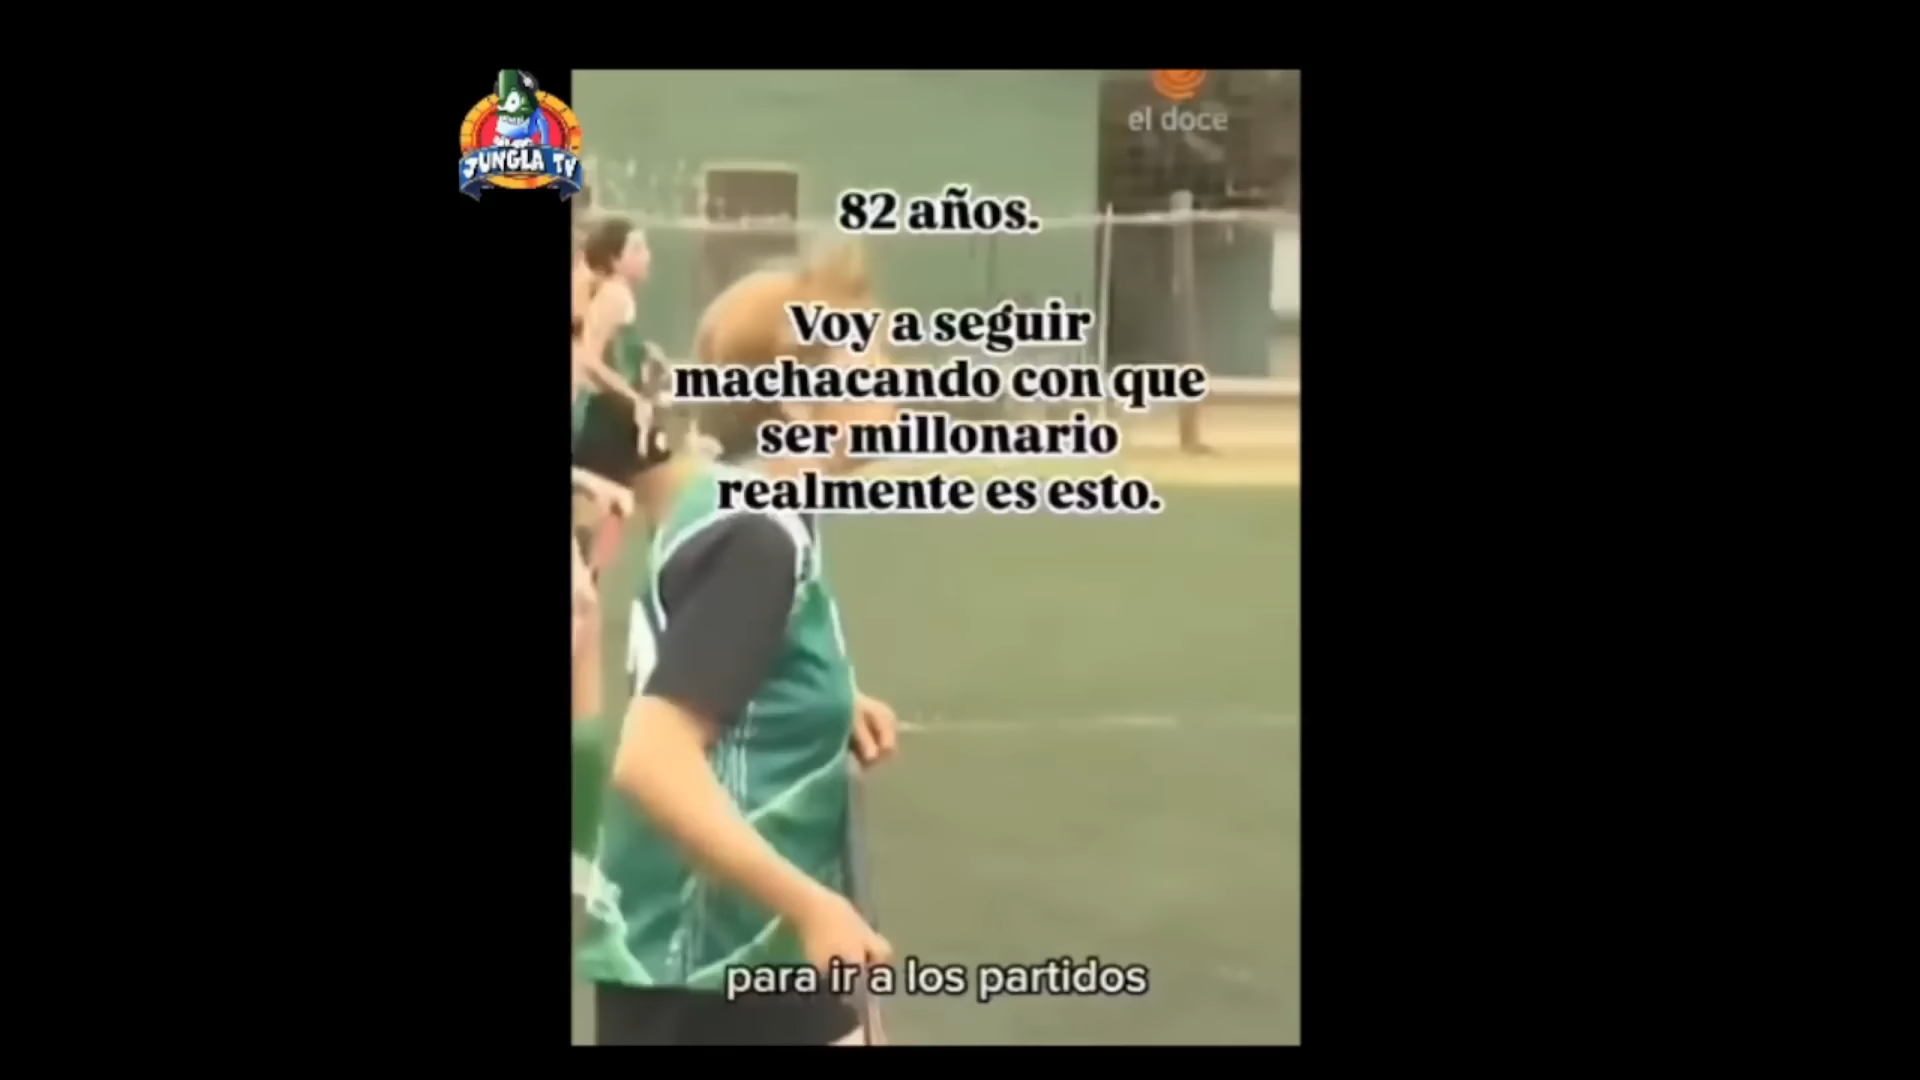 JUNGLA TV
el doce
82 años.
Voy a seguir
machacando con que
ser millonario
realmente es esto.
para ir a los partidos